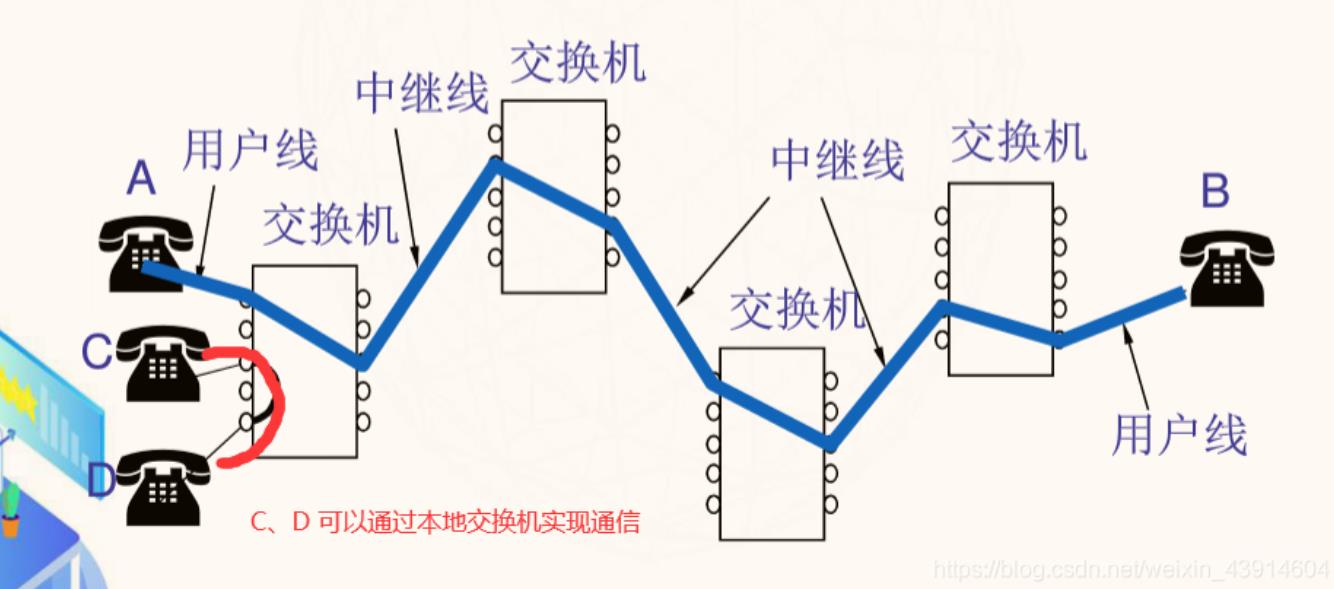 交换机
中继线
用户线
A
交换机
中继线
交换机
B
交换机
C
D
用户线
C、D 可以通过本地交换机实现通信
https://blog.csdn.net/weixin_43914604